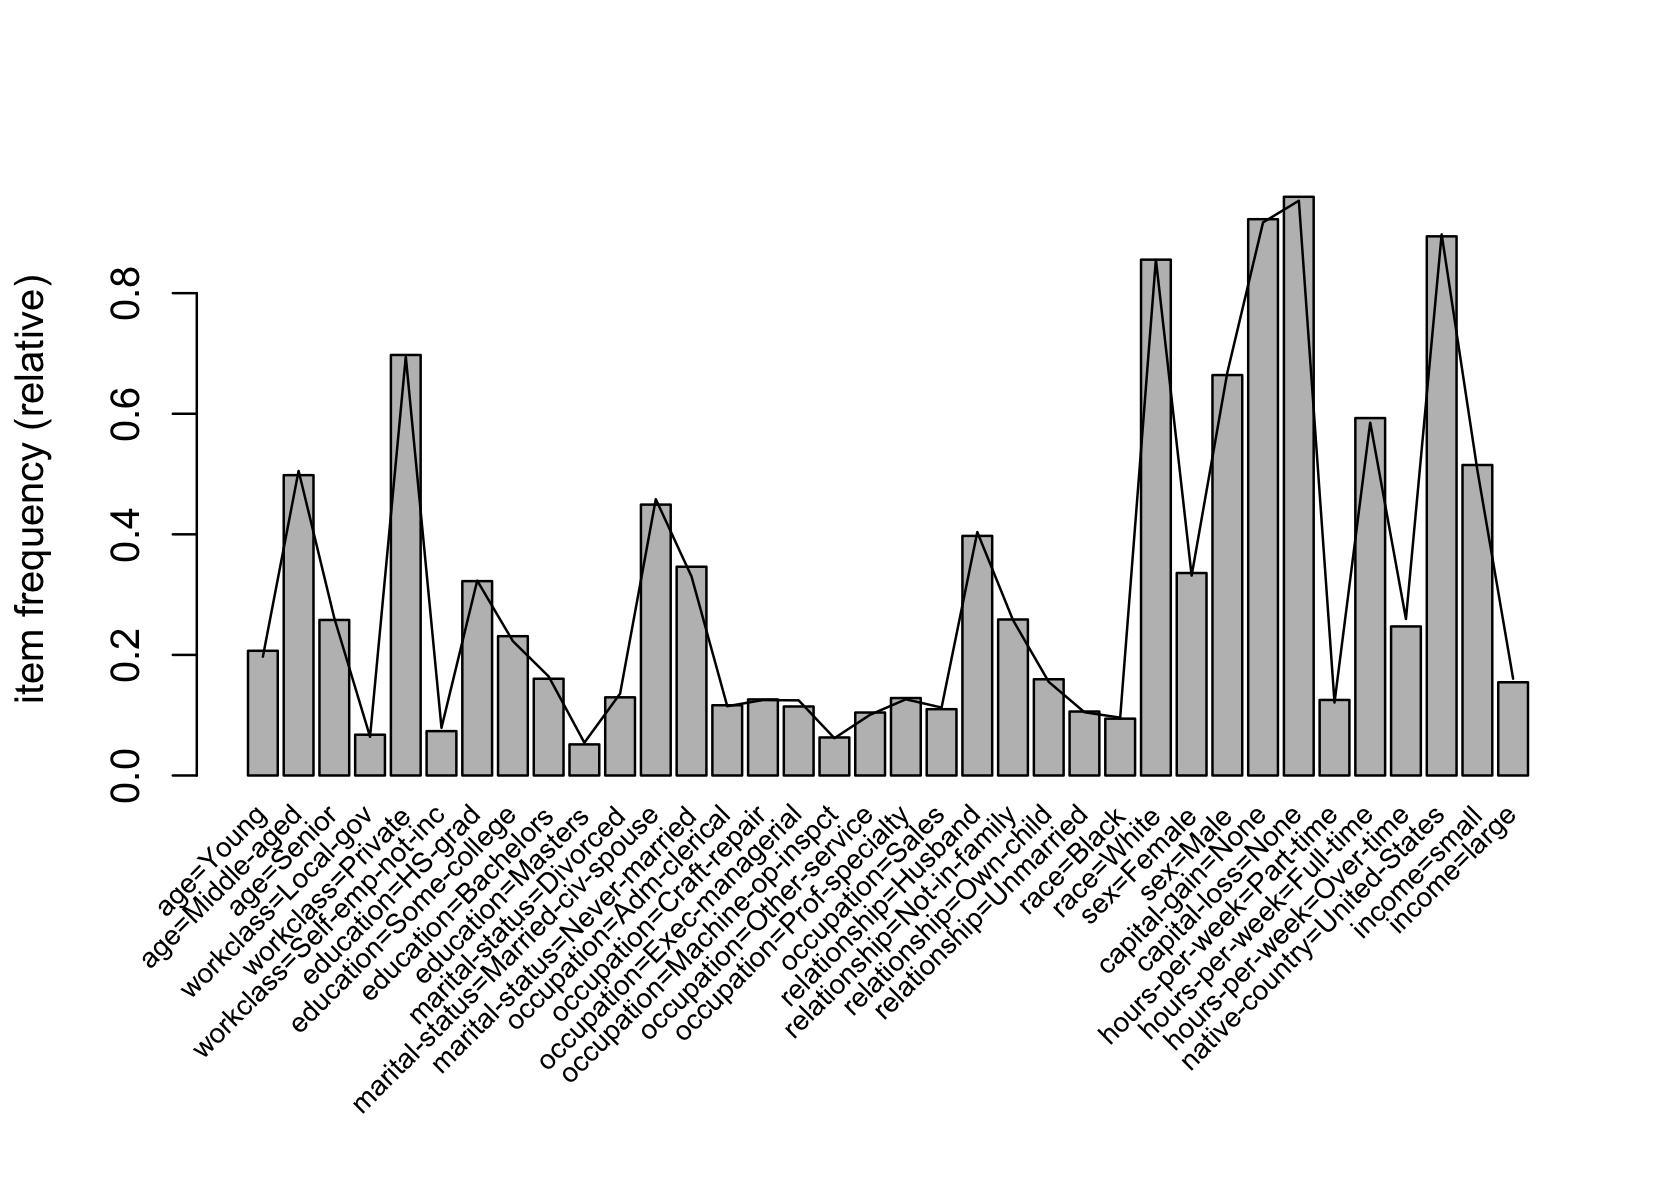 item frequency (relative)
0.0
0.2
0.4
0.6
0.8
age=Young
age=Middle-aged
age=Senior
workclass=Local-gov
workclass=Private
workclass=Self-emp-not-inc
education=HS-grad
education=Some-college
education=Bachelors
education=Masters
marital-status=Divorced
marital-status=Married-civ-spouse
marital-status=Never-married
occupation=Adm-clerical
occupation=Craft-repair
occupation=Exec-managerial
occupation=Machine-op-inspct
occupation=Other-service
occupation=Prof-specialty
occupation=Sales
relationship=Husband
relationship=Not-in-family
relationship=Own-child
relationship=Unmarried
race=Black
race=White
sex=Female
sex=Male
capital-gain=None
capital-loss=None
hours-per-week=Part-time
hours-per-week=Full-time
hours-per-week=Over-time
native-country=United-States
income=small
income=large